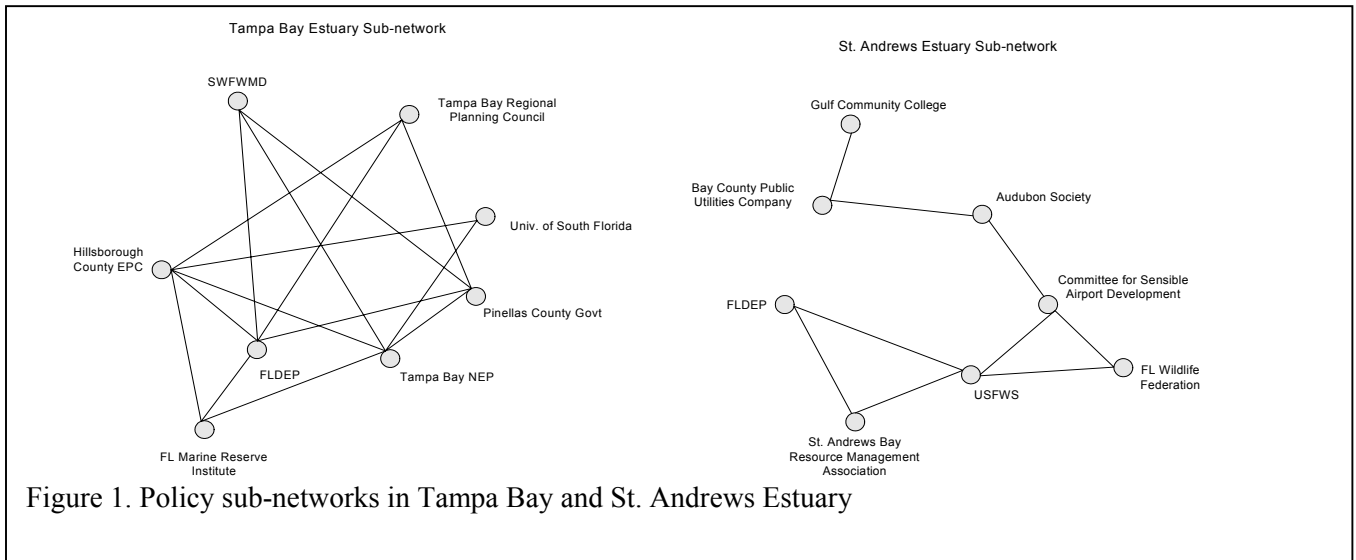 Tampa Bay Estuary Sub-network
SWFWMD
Tampa Bay Regional
Planning Council
Univ. of South Florida
Hillsborough
County EPC
Pinellas County Govt
FLDEP
Tampa Bay NEP
FL Marine Reserve
Institute
St. Andrews Estuary Sub-network
Gulf Community College
Bay County Public
Utilities Company
Audubon Society
Committee for Sensible
Airport Development
FLDEP
FL Wildlife
Federation
USFWS
St. Andrews Bay
Resource Management
Association
Figure 1. Policy sub-networks in Tampa Bay and St. Andrews Estuary